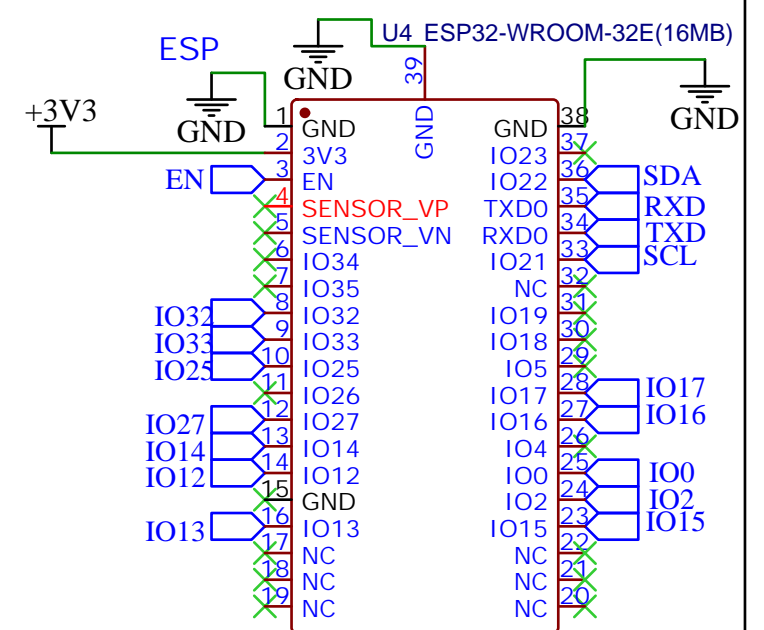 U4 ESP32-WROOM-32E(16MB)
ESP
GND
39
GND
+3V3
GND
GND
1 GND GND 38
2 3V3 IO23 37
EN 3 EN IO22 36 SDA
4 SENSOR_VP TXD0 35 RXD
5 SENSOR_VN RXD0 34 TXD
6 IO34 IO21 33 SCL
7 IO35 NC 32
IO32 8 IO32 IO19 31
IO33 9 IO33 IO18 30
IO25 10 IO25 IO5 29
11 IO26 IO17 28 IO17
IO27 12 IO27 IO16 27 IO16
IO14 13 IO14 IO4 26
IO12 14 IO12 IO0 25 IO0
15 GND IO2 24 IO2
IO13 16 IO13 IO15 23 IO15
17 NC NC 22
18 NC NC 21
19 NC NC 20
GND